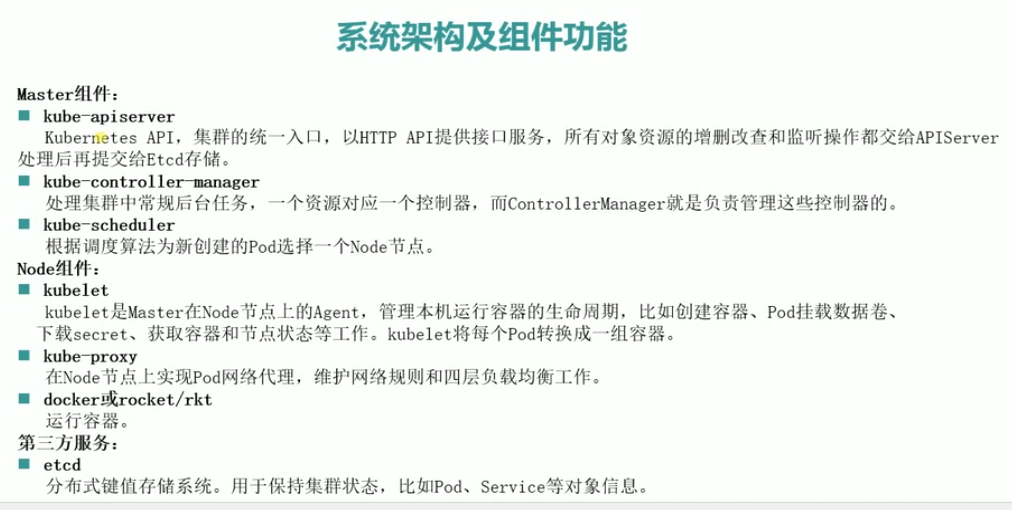 系统架构及组件功能
Master组件：
■ kube-apiserver
Kubernetes API，集群的统一入口，以HTTP API提供接口服务，所有对象资源的增删改查和监听操作都交给APIServer
处理后再提交给Etcd存储。
■ kube-controller-manager
处理集群中常规后台任务，一个资源对应一个控制器，而ControllerManager就是负责管理这些控制器的。
■ kube-scheduler
根据调度算法为新创建的Pod选择一个Node节点。
Node组件：
■ kubelet
kubelet是Master在Node节点上的Agent，管理本机运行容器的生命周期，比如创建容器、Pod挂载数据卷、
下载secret、获取容器和节点状态等工作。kubelet将每个Pod转换成一组容器。
■ kube-proxy
在Node节点上实现Pod网络代理，维护网络规则和四层负载均衡工作。
■ docker或rocket/rkt
运行容器。
第三方服务：
■ etcd
分布式键值存储系统。用于保持集群状态，比如Pod、Service等对象信息。